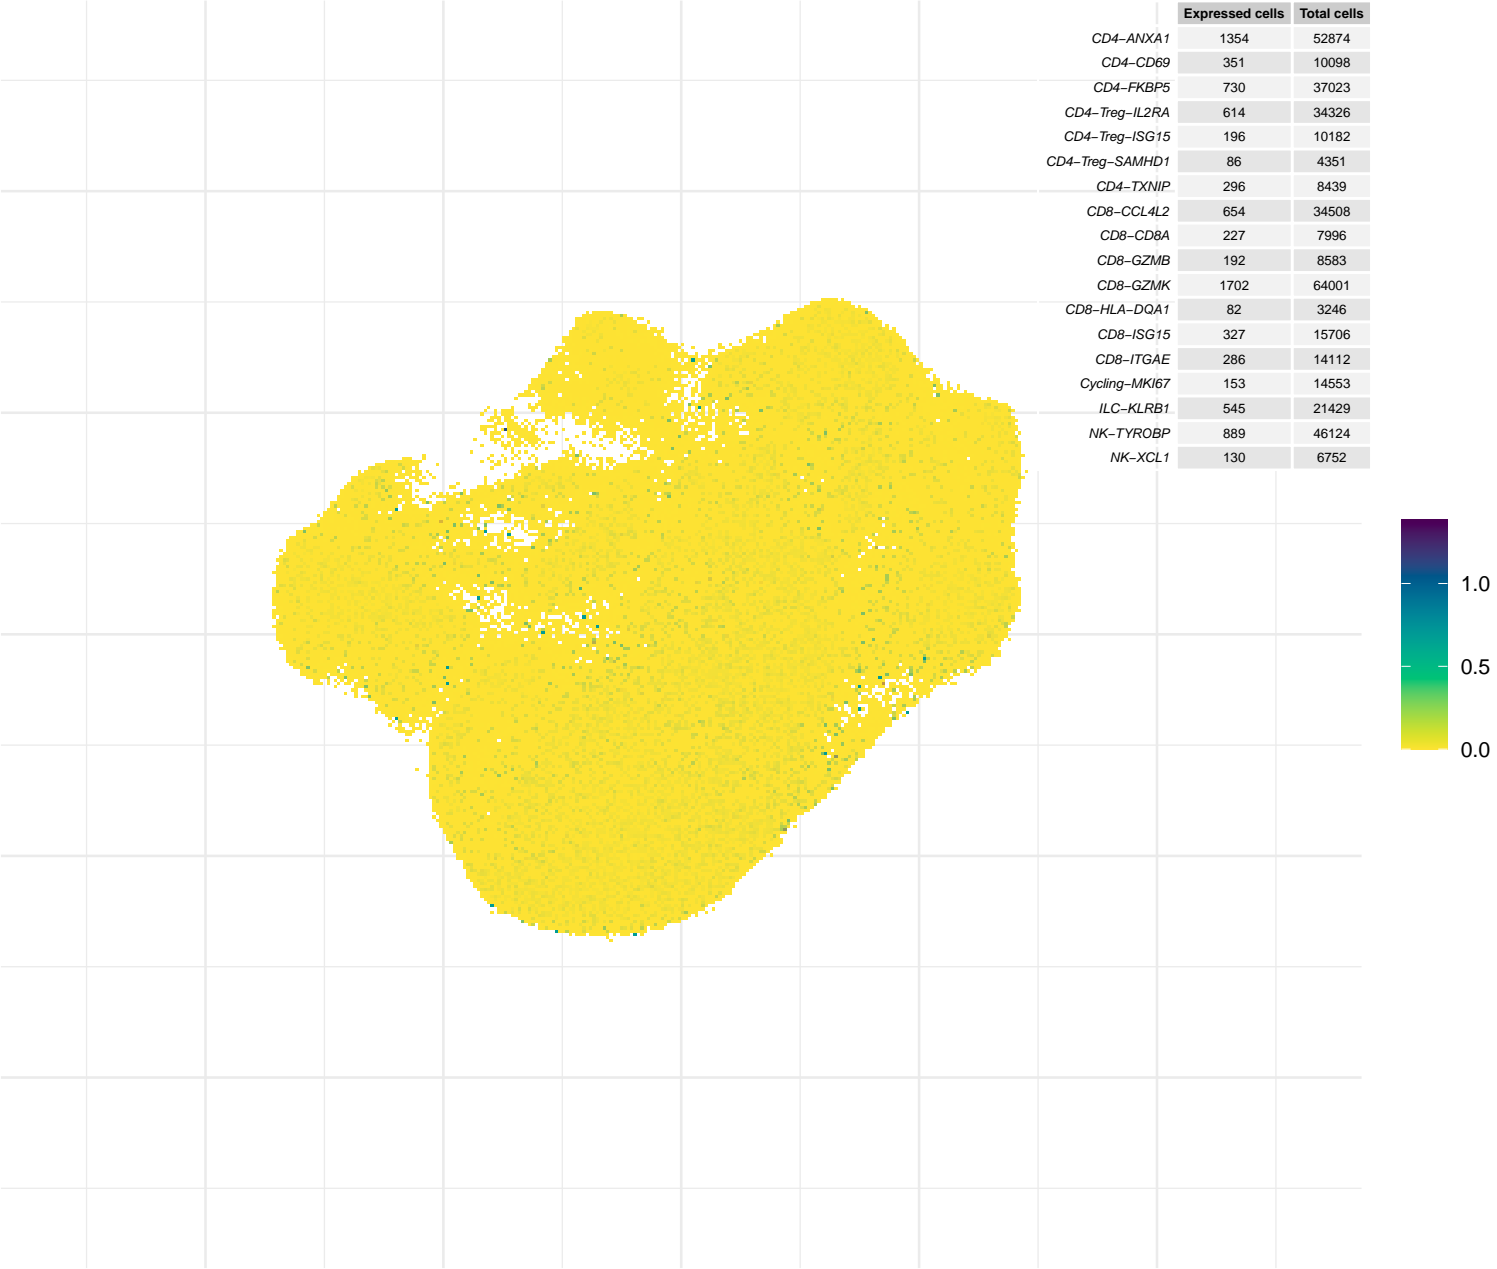 Expressed cells Total cells
CD4−ANXA1 1354 52874
CD4−CD69 351 10098
CD4−FKBP5 730 37023
CD4−Treg−IL2RA 614 34326
CD4−Treg−ISG15 196 10182
CD4−Treg−SAMHD1 86 4351
CD4−TXNIP 296 8439
CD8−CCL4L2 654 34508
CD8−CD8A 227 7996
CD8−GZMB 192 8583
CD8−GZMK 1702 64001
CD8−HLA−DQA1 82 3246
CD8−ISG15 327 15706
CD8−ITGAE 286 14112
Cycling−MKI67 153 14553
ILC−KLRB1 545 21429
NK−TYROBP 889 46124
NK−XCL1 130 6752
1.0
0.5
0.0